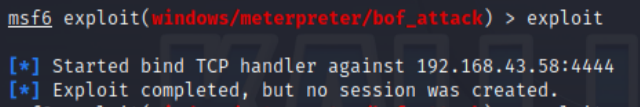 msf6 exploit(windows/meterpreter/bof_attack) > exploit
[*] Started bind TCP handler against 192.168.43.58:4444
[*] Exploit completed, but no session was created.